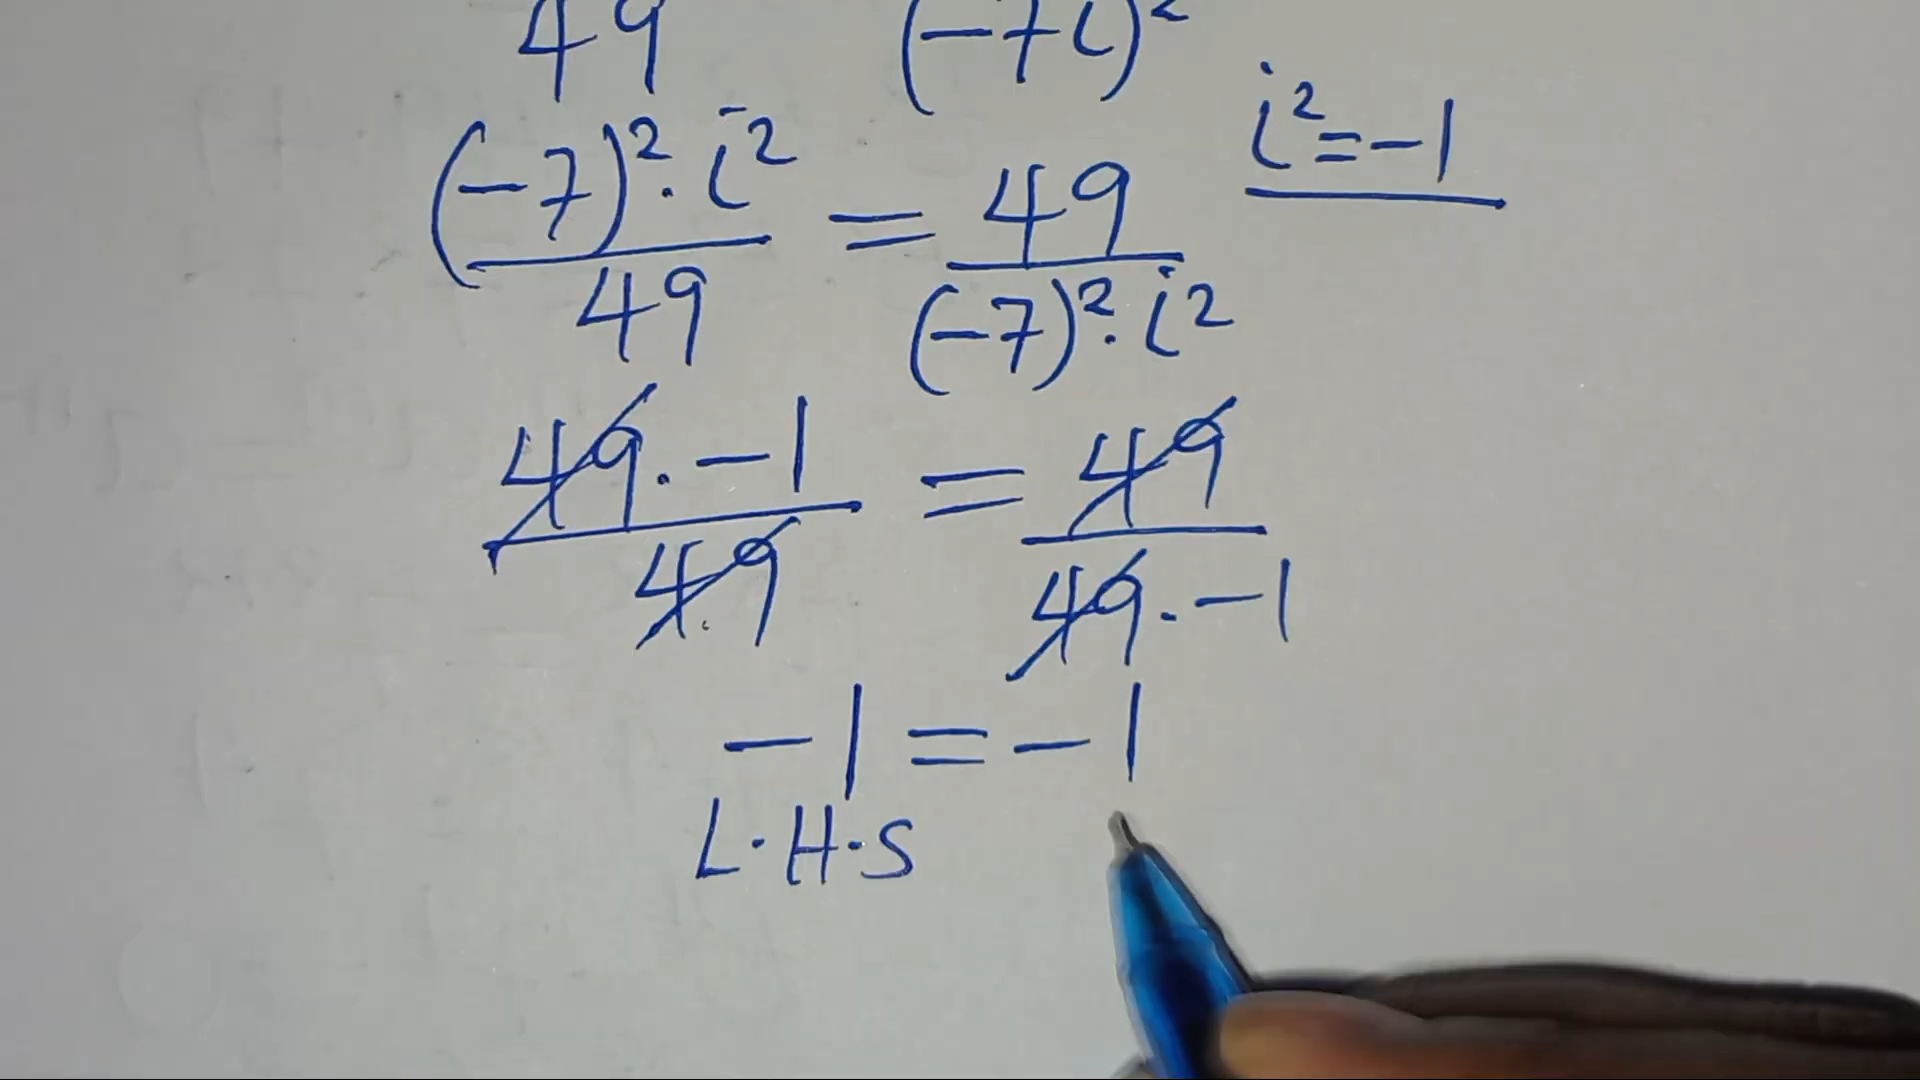 49 (-7i)²
i² = -1
(-7)² · i² / 49 = 49 / (-7)² · i²
49 · -1 / 49 = 49 / 49 · -1
-1 = -1
L.H.S